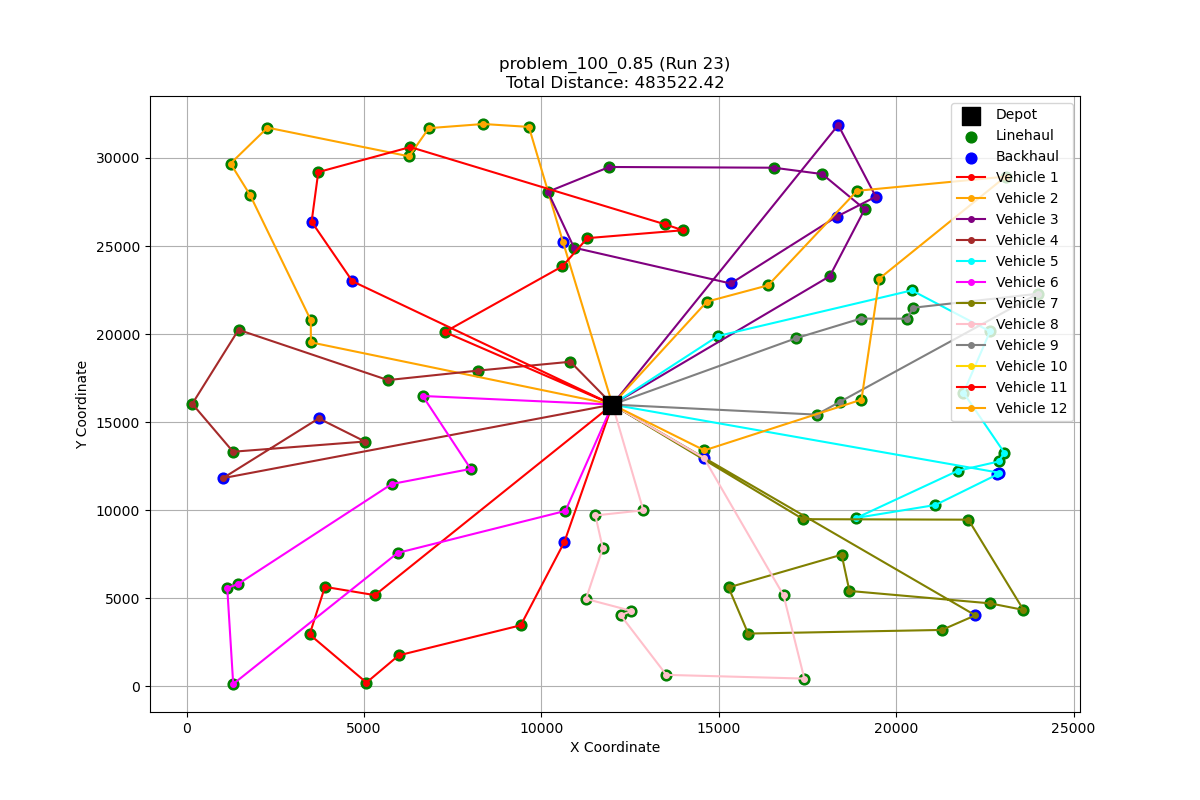 problem_100_0.85 (Run 23)
Total Distance: 483522.42
Depot
Linehaul
Backhaul
Vehicle 1
Vehicle 2
Vehicle 3
Vehicle 4
Vehicle 5
Vehicle 6
Vehicle 7
Vehicle 8
Vehicle 9
Vehicle 10
Vehicle 11
Vehicle 12
30000
25000
20000
15000
10000
5000
0
Y Coordinate
0
5000
10000
15000
20000
25000
X Coordinate